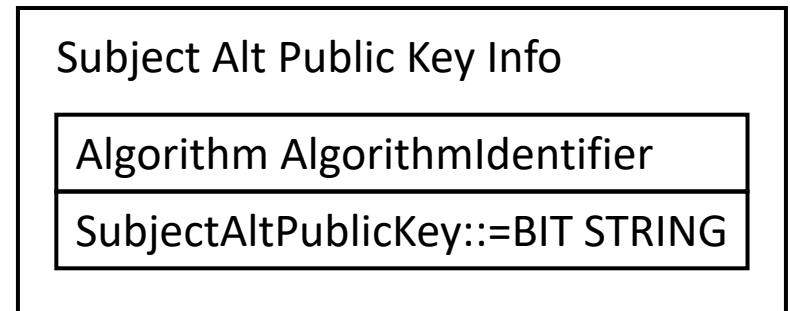 Subject Alt Public Key Info
Algorithm AlgorithmIdentifier
SubjectAltPublicKey::=BIT STRING